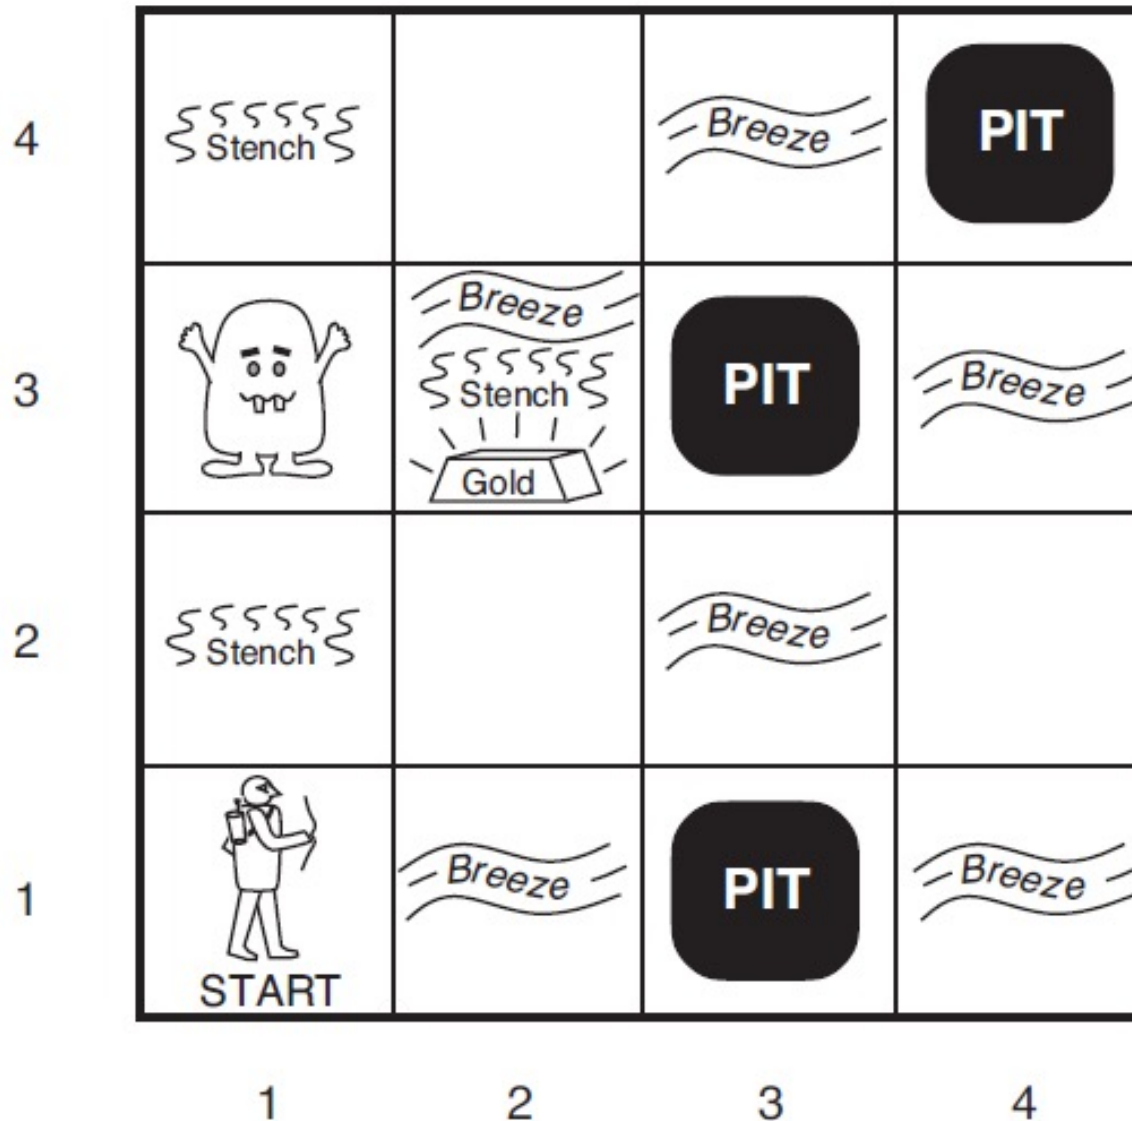 4
Stench
Breeze
PIT
3
Breeze
Stench
Gold
PIT
Breeze
2
Stench
Breeze
1
START
Breeze
PIT
Breeze
1 2 3 4